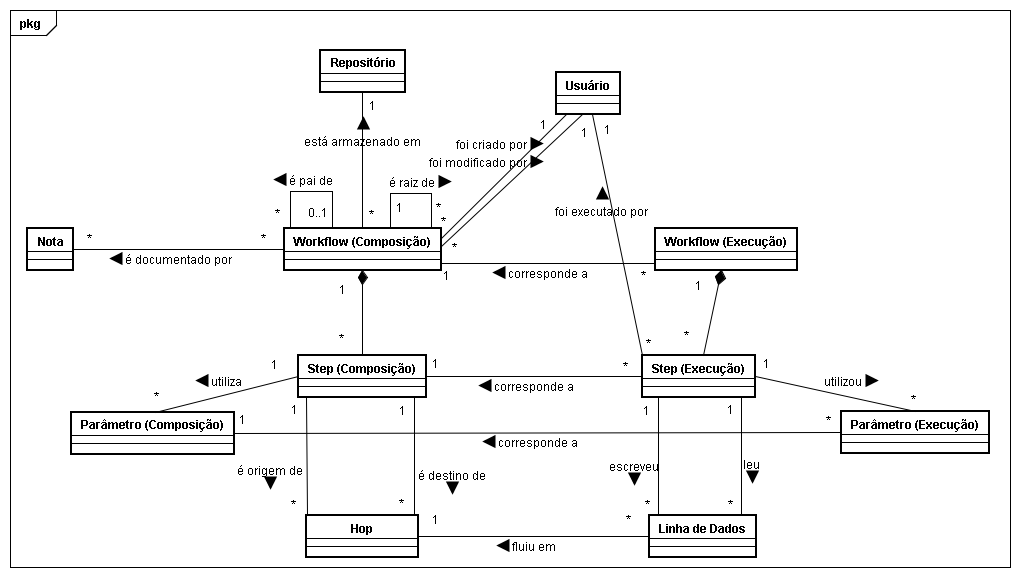 pkg
Repositório
Usuário
1
1
1
1
foi criado por
está armazenado em
foi modificado por
é pai de
é raiz de
*
0..1
*
1
*
*
*
foi executado por
Nota
*
*
Workflow (Composição)
Workflow (Execução)
é documentado por
1
corresponde a
*
1
1
*
*
*
Step (Composição)
Step (Execução)
1
1
*
1
utiliza
corresponde a
utilizou
*
*
1
1
1
1
Parâmetro (Composição)
1
*
Parâmetro (Execução)
corresponde a
é origem de
é destino de
escreveu
leu
*
*
*
*
Hop
1
*
Linha de Dados
fluiu em